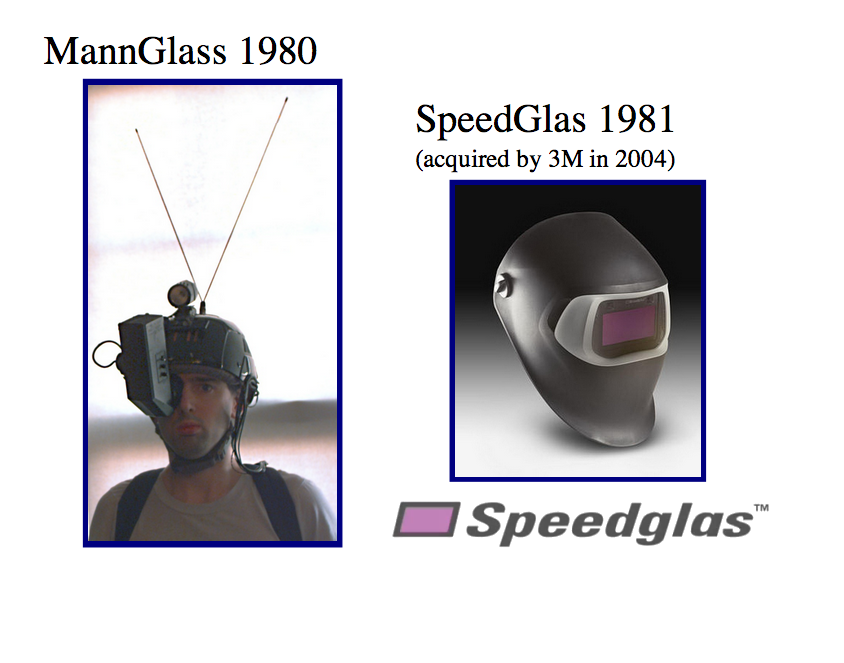 MannGlass 1980
SpeedGlas 1981
(acquired by 3M in 2004)
Speedglas™